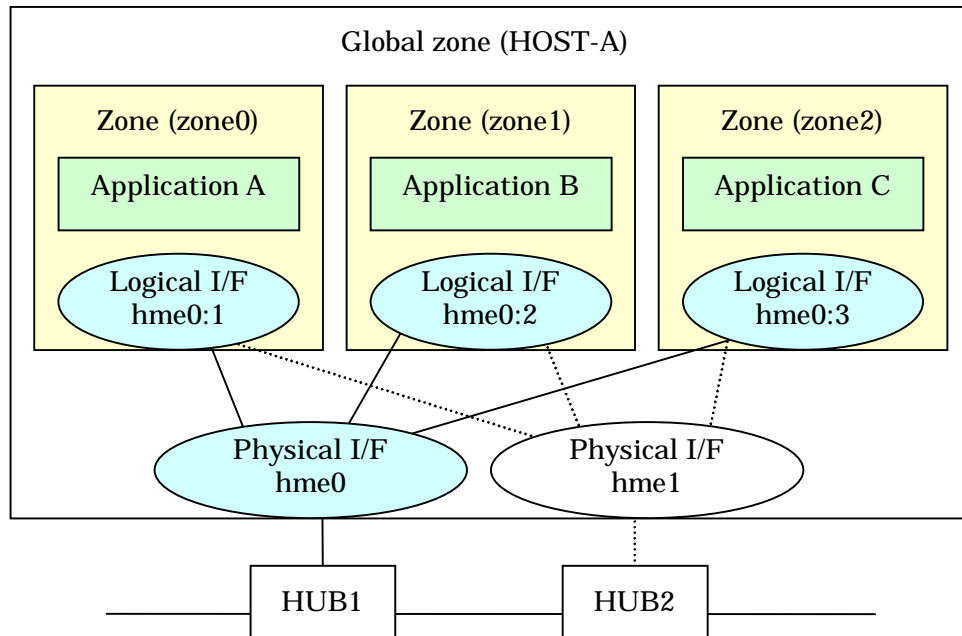 Global zone (HOST-A)
Zone (zone0)
Zone (zone1)
Zone (zone2)
Application A
Application B
Application C
Logical I/F
hme0:1
Logical I/F
hme0:2
Logical I/F
hme0:3
Physical I/F
hme0
Physical I/F
hme1
HUB1
HUB2